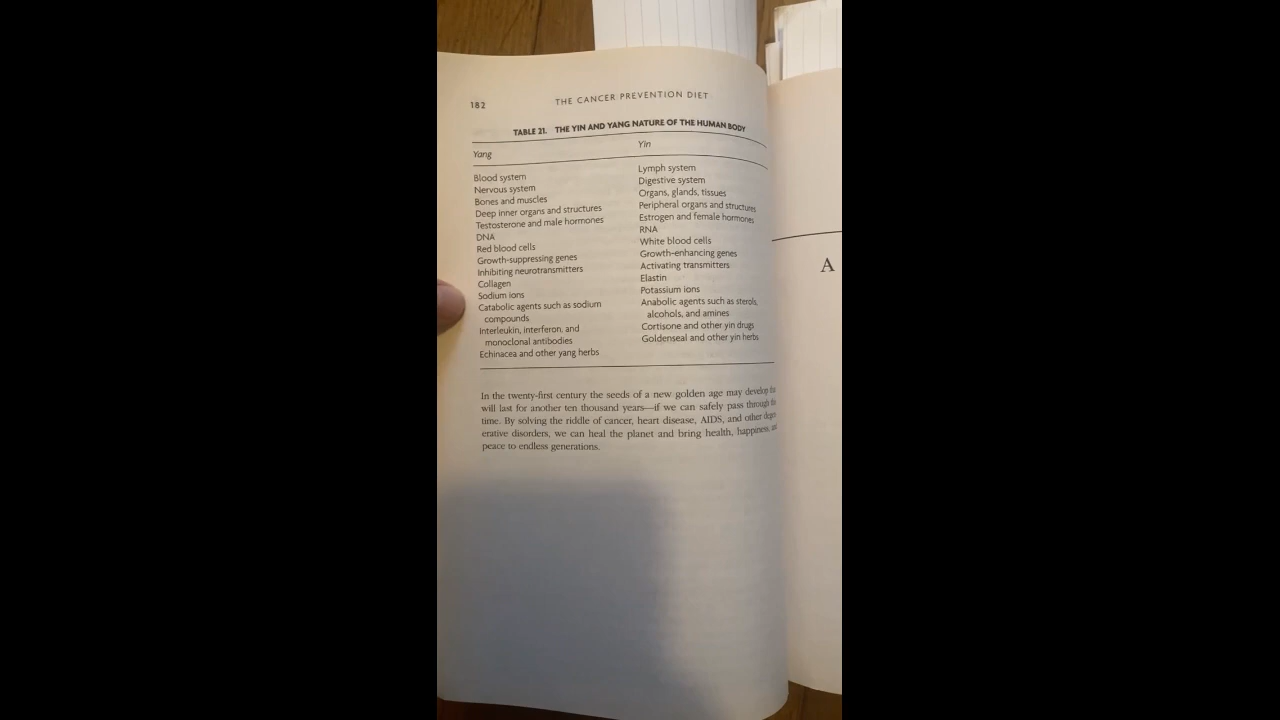 182
THE CANCER PREVENTION DIET
TABLE 21. THE YIN AND YANG NATURE OF THE HUMAN BODY
Yang
Yin
Blood system
Lymph system
Nervous system
Digestive system
Bones and muscles
Organs, glands, tissues
Deep inner organs and structures
Peripheral organs and structures
Testosterone and male hormones
Estrogen and female hormones
DNA
RNA
Red blood cells
White blood cells
Growth-suppressing genes
Growth-enhancing genes
Inhibiting neurotransmitters
Activating transmitters
Collagen
Elastin
Sodium ions
Potassium ions
Catabolic agents such as sodium
compounds
Anabolic agents such as sterols,
alcohols, and amines
Interleukin, interferon, and
monoclonal antibodies
Cortisone and other yin drugs
Echinacea and other yang herbs
Goldenseal and other yin herbs
In the twenty-first century the seeds of a new golden age may develop
will last for another ten thousand years—if we can safely pass through
time. By solving the riddle of cancer, heart disease, AIDS, and other
erative disorders, we can heal the planet and bring health, happiness,
peace to endless generations.
A